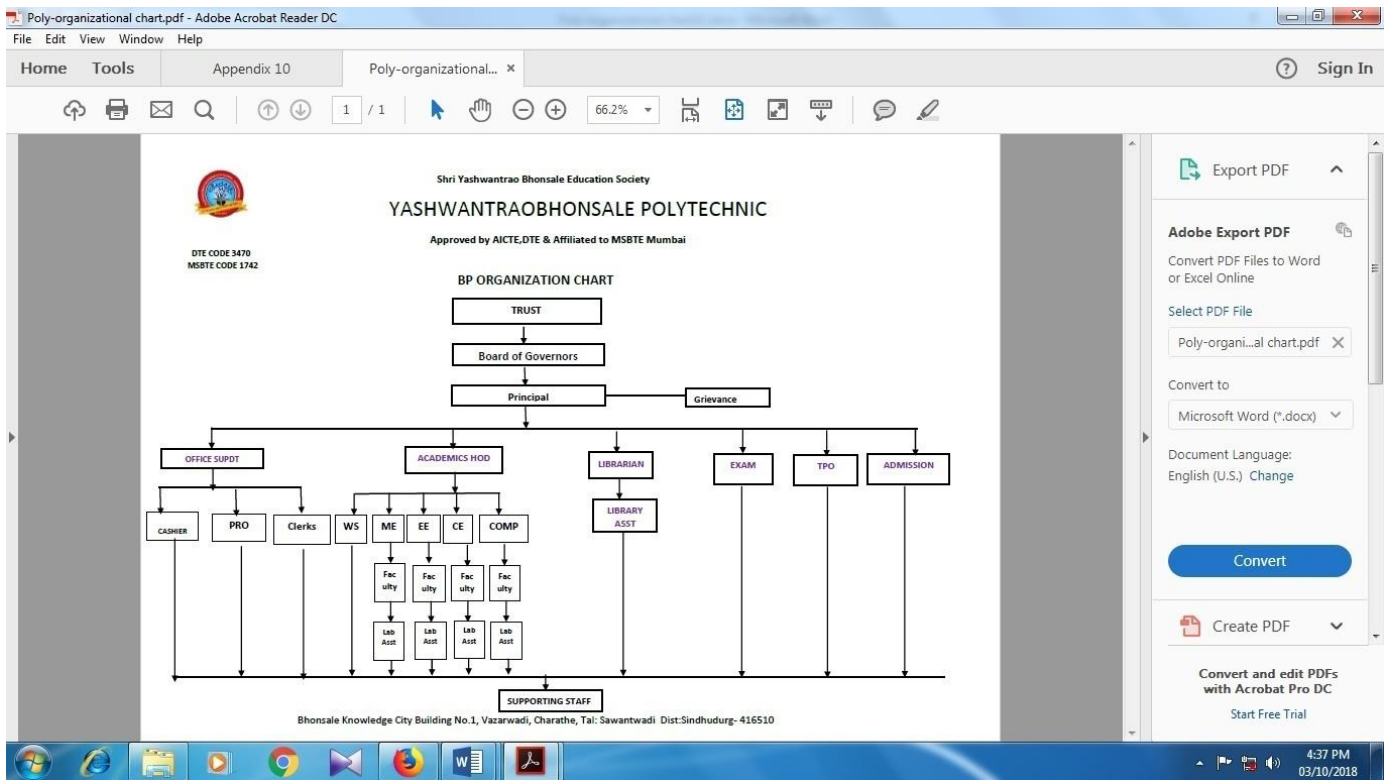 Poly-organizational chart.pdf - Adobe Acrobat Reader DC
File Edit View Window Help
Home Tools Appendix 10 Poly-organizational... × Sign In
1 / 1 66.2%
Shri Yashwantrao Bhonsale Education Society
YASHWANTRAOBHONSALE POLYTECHNIC
Approved by AICTE,DTE & Affiliated to MSBTE Mumbai
DTE CODE 3470
MSBTE CODE 1742
BP ORGANIZATION CHART
TRUST
Board of Governors
Principal
Grievance
OFFICE SUPDT
ACADEMICS HOD
LIBRARIAN
EXAM
TPO
ADMISSION
CASHIER
PRO
Clerks
WS
ME
EE
CE
COMP
LIBRARY
ASST
Fac
ulty
Fac
ulty
Fac
ulty
Fac
ulty
Lab
Asst
Lab
Asst
Lab
Asst
Lab
Asst
SUPPORTING STAFF
Bhonsale Knowledge City Building No.1, Vazarwadi, Charathe, Tal: Sawantwadi Dist:Sindhudurg- 416510
Export PDF
Adobe Export PDF
Convert PDF Files to Word
or Excel Online
Select PDF File
Poly-organi...al chart.pdf
Convert to
Microsoft Word (*.docx)
Document Language:
English (U.S.) Change
Convert
Create PDF
Convert and edit PDFs
with Acrobat Pro DC
Start Free Trial
4:37 PM
03/10/2018